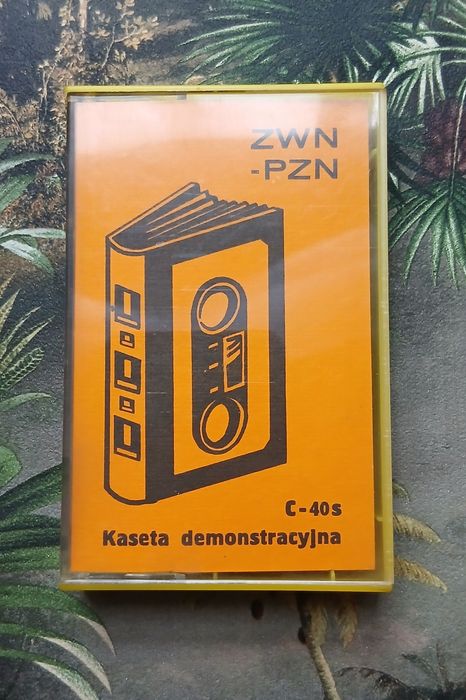 ZWN
-PZN
C-40s
Kaseta demonstracyjna